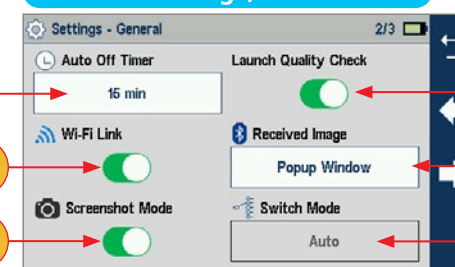 Settings - General 2/3
Auto Off Timer Launch Quality Check
15 min
Wi-Fi Link Received Image
Popup Window
Screenshot Mode Switch Mode
Auto